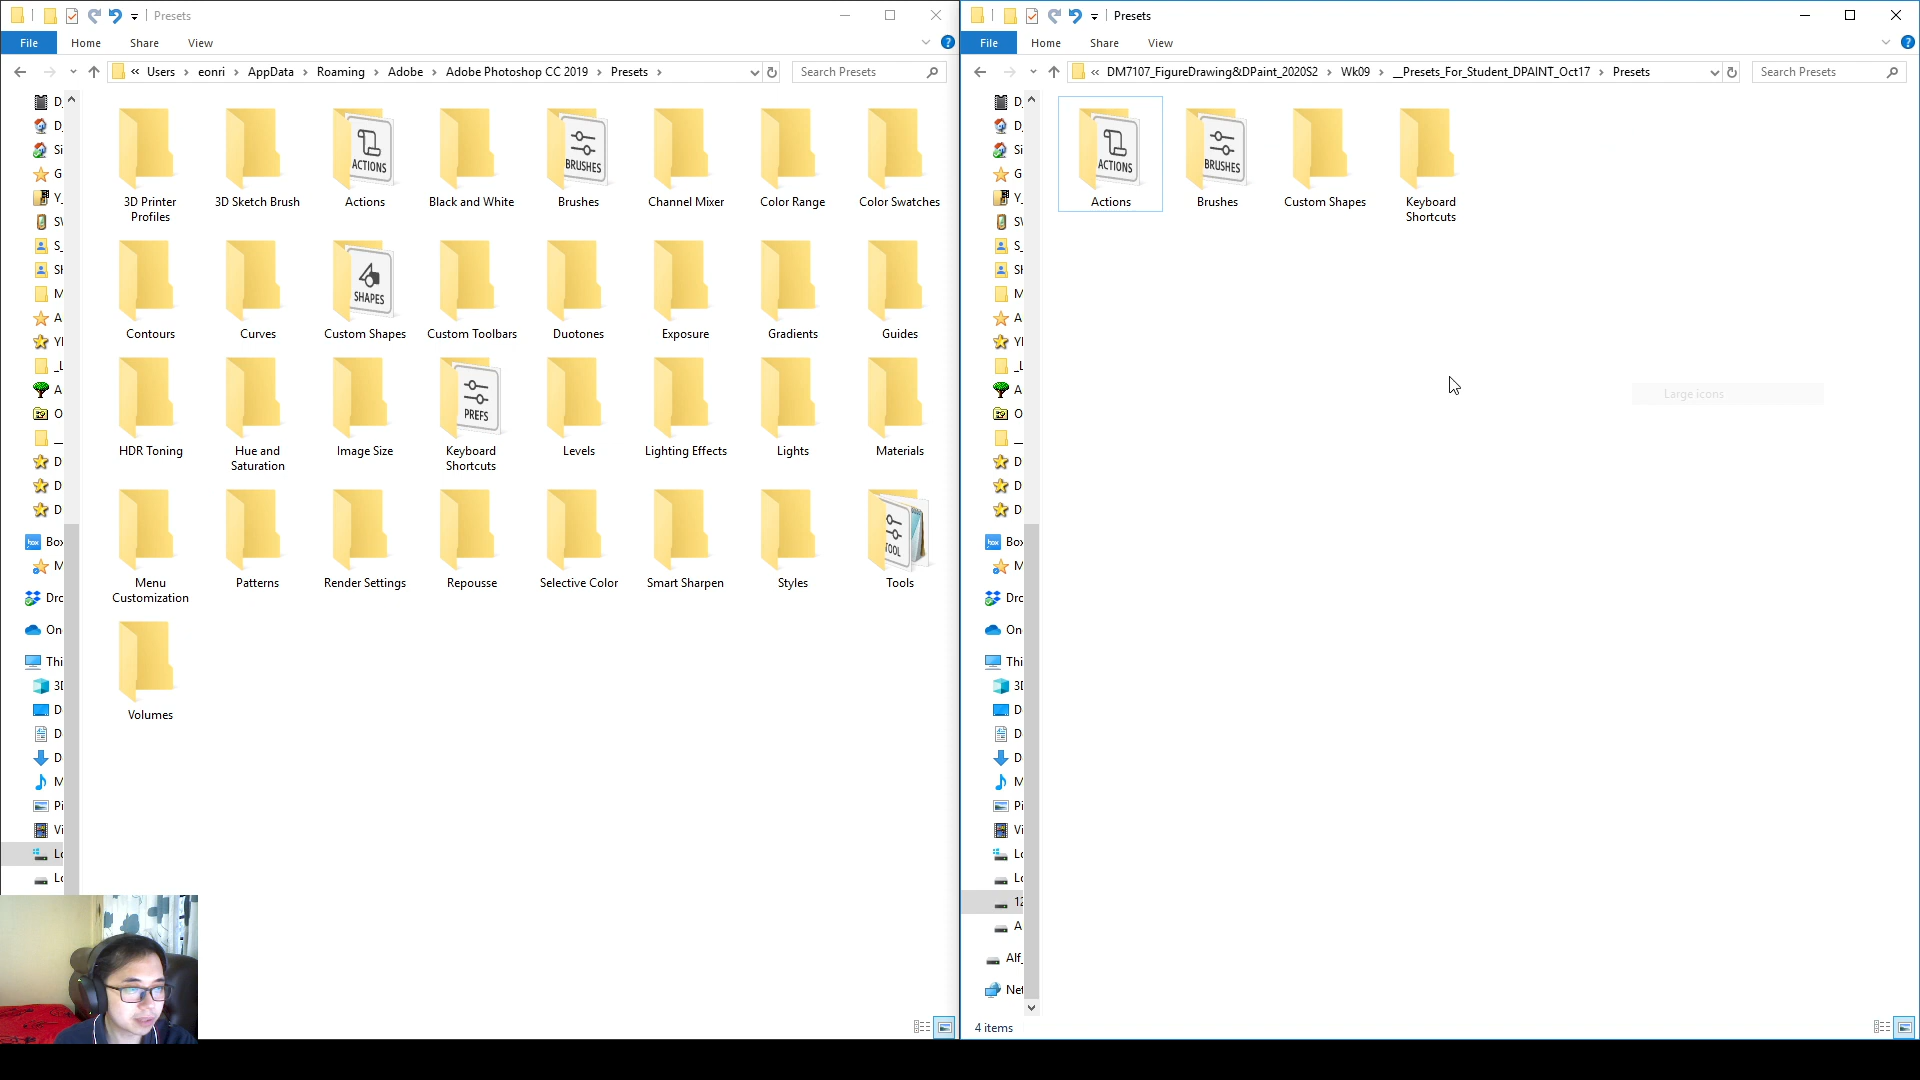 Presets
File
Home
Share
View
« Users › eonri › AppData › Roaming › Adobe › Adobe Photoshop CC 2019 › Presets ›
Search Presets
3D Printer Profiles
3D Sketch Brush
ACTIONS
Actions
Black and White
BRUSHES
Brushes
Channel Mixer
Color Range
Color Swatches
Contours
Curves
SHAPES
Custom Shapes
Custom Toolbars
Duotones
Exposure
Gradients
Guides
HDR Toning
Hue and Saturation
Image Size
PREFS
Keyboard Shortcuts
Levels
Lighting Effects
Lights
Materials
Menu Customization
Patterns
Render Settings
Repousse
Selective Color
Smart Sharpen
Styles
TOOL
Tools
Volumes
Presets
File
Home
Share
View
« DM7107_FigureDrawing&DPaint_2020S2 › Wk09 › __Presets_For_Student_DPAINT_Oct17 › Presets
Search Presets
ACTIONS
Actions
BRUSHES
Brushes
Custom Shapes
Keyboard Shortcuts
Large icons
4 items